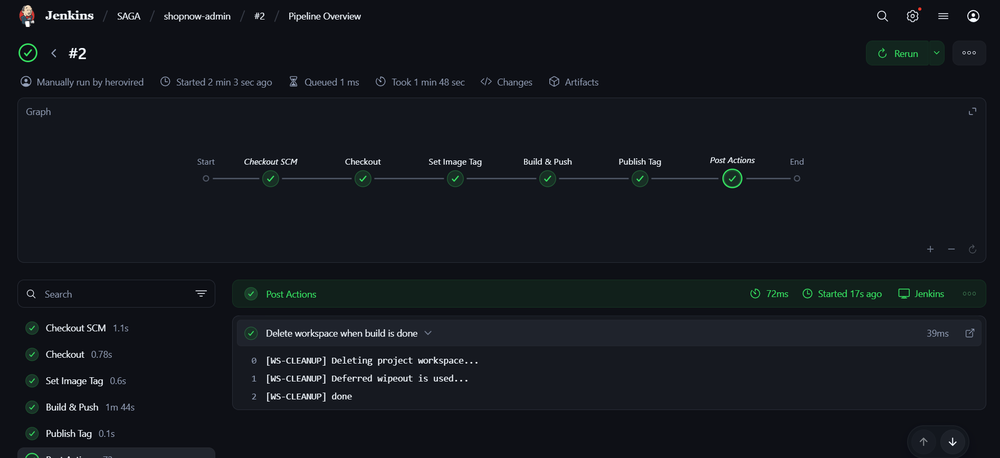 Jenkins / SAGA / shopnow-admin / #2 / Pipeline Overview
#2
Rerun
Manually run by herovired
Started 2 min 3 sec ago
Queued 1 ms
Took 1 min 48 sec
Changes
Artifacts
Graph
Start
Checkout SCM
Checkout
Set Image Tag
Build & Push
Publish Tag
Post Actions
End
Search
Checkout SCM 1.1s
Checkout 0.78s
Set Image Tag 0.6s
Build & Push 1m 44s
Publish Tag 0.1s
Post Actions
72ms
Started 17s ago
Jenkins
Delete workspace when build is done
39ms
0 [WS-CLEANUP] Deleting project workspace...
1 [WS-CLEANUP] Deferred wipeout is used...
2 [WS-CLEANUP] done